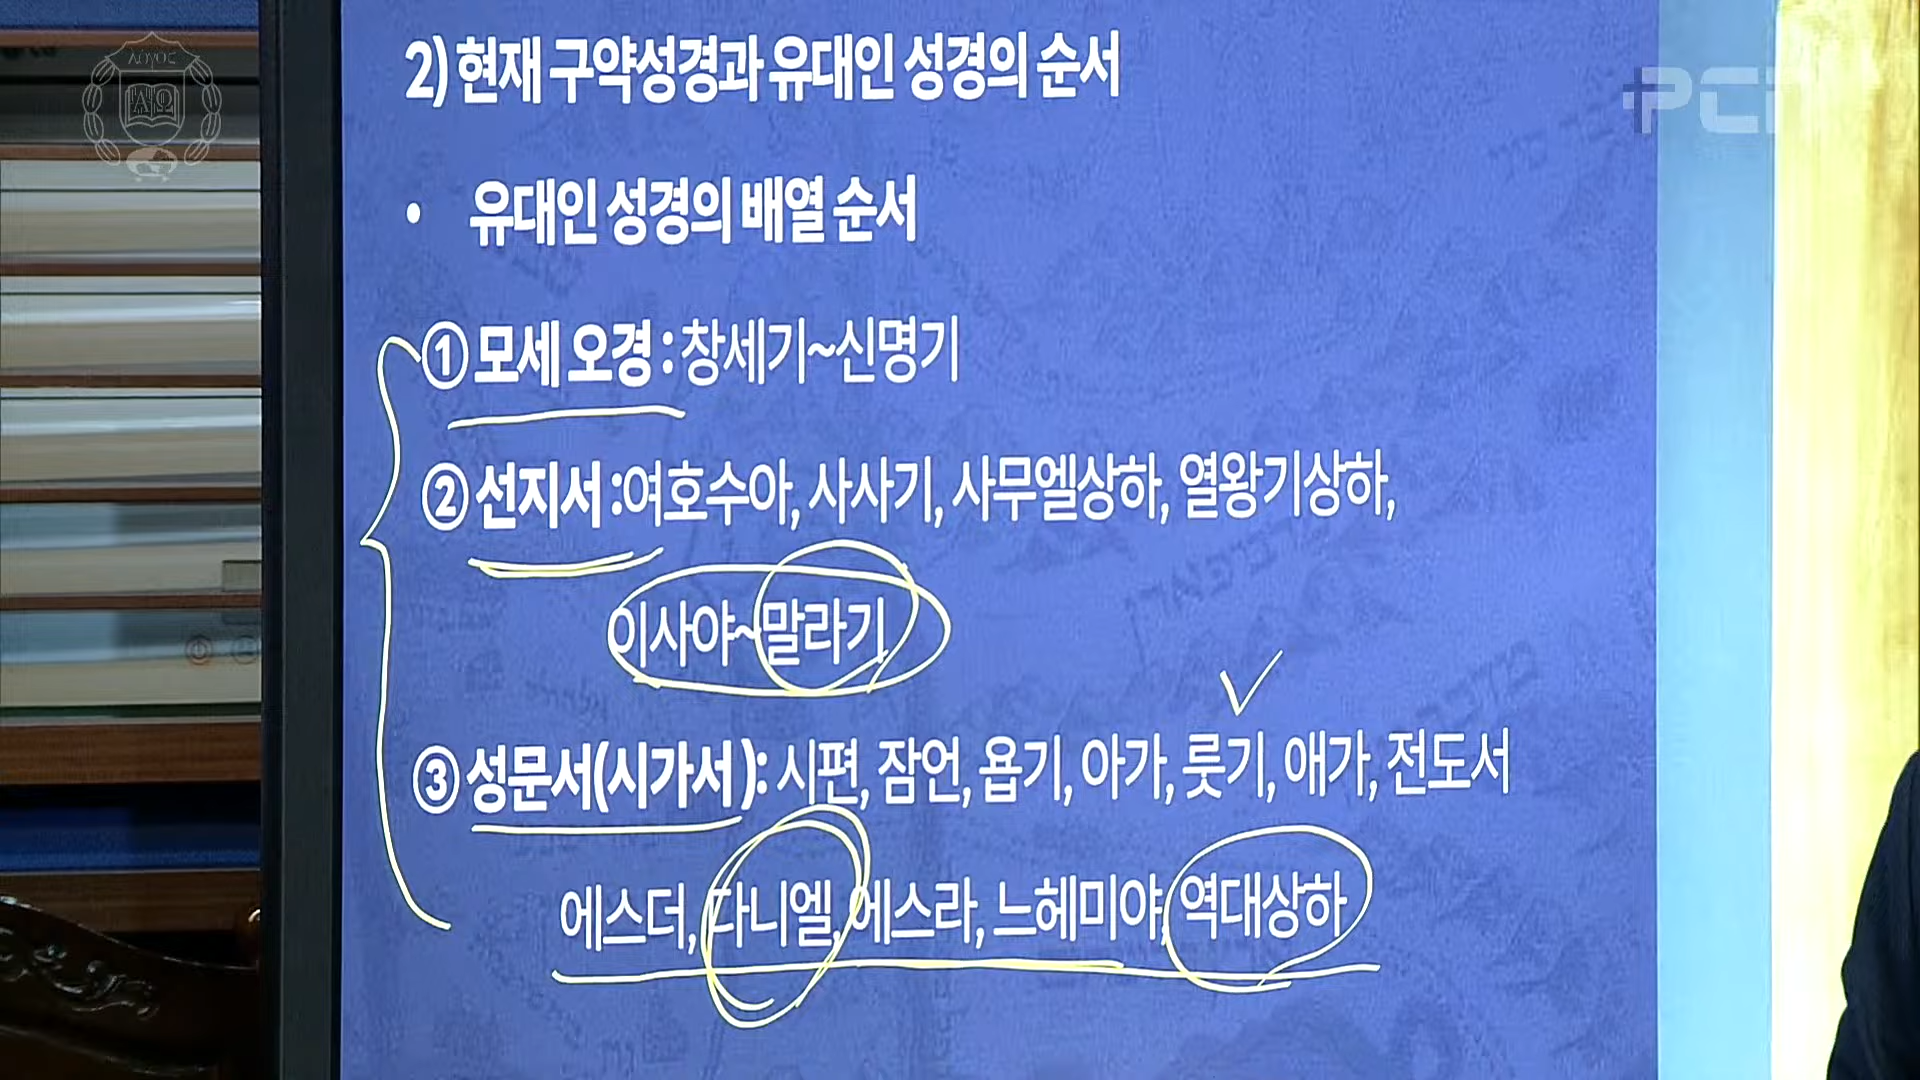 ΛΟΓΟΣ
Α Ω
2) 현재 구약성경과 유대인 성경의 순서
• 유대인 성경의 배열 순서
① 모세 오경 : 창세기~신명기
② 선지서 :여호수아, 사사기, 사무엘상하, 열왕기상하,
이사야~말라기
③ 성문서(시가서 ): 시편, 잠언, 욥기, 아가, 룻기, 애가, 전도서
에스더, 다니엘, 에스라, 느헤미야, 역대상하